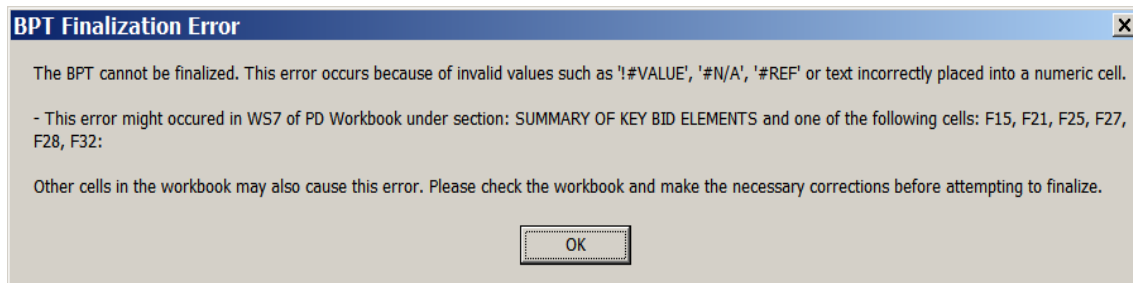 BPT Finalization Error
The BPT cannot be finalized. This error occurs because of invalid values such as '!#VALUE', '#N/A', '#REF' or text incorrectly placed into a numeric cell.
- This error might occured in WS7 of PD Workbook under section: SUMMARY OF KEY BID ELEMENTS and one of the following cells: F15, F21, F25, F27,
F28, F32:
Other cells in the workbook may also cause this error. Please check the workbook and make the necessary corrections before attempting to finalize.
OK